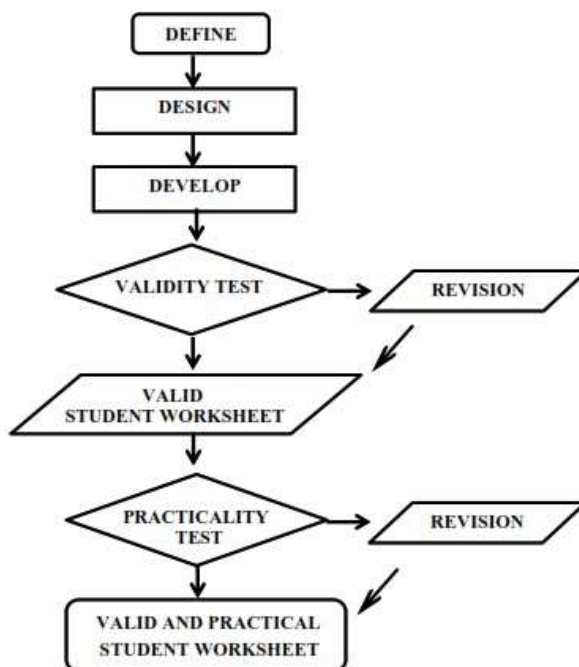 DEFINE
DESIGN
DEVELOP
VALIDITY TEST
REVISION
VALID
STUDENT WORKSHEET
PRACTICALITY
TEST
REVISION
VALID AND PRACTICAL
STUDENT WORKSHEET